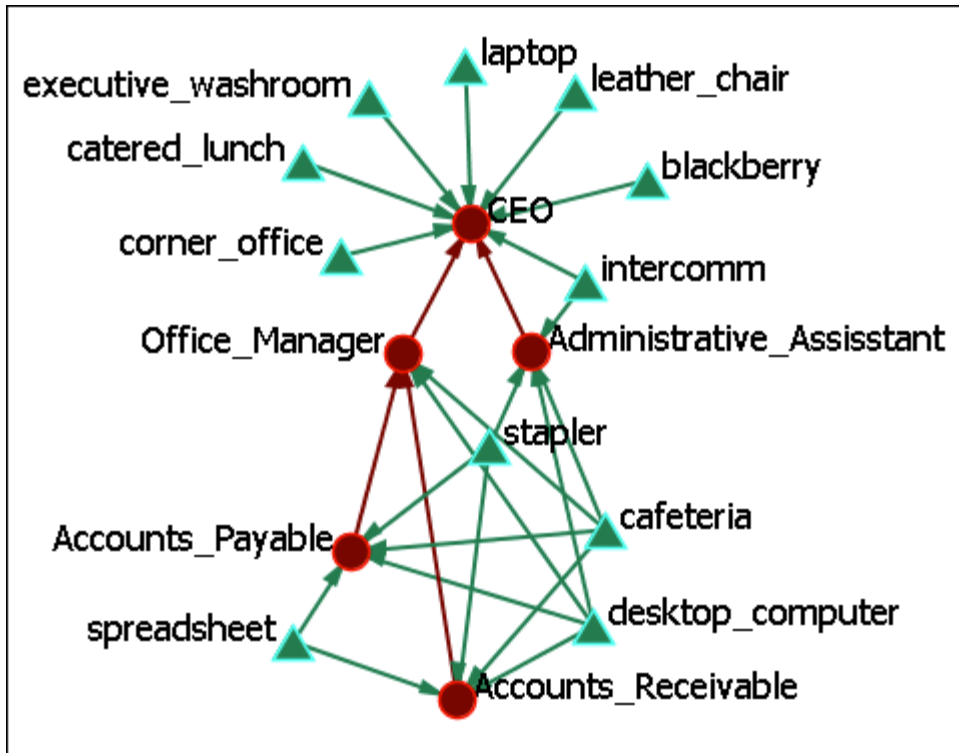 laptop
executive_washroom
leather_chair
catered_lunch
blackberry
CEO
corner_office
intercomm
Office_Manager
Administrative_Assisstant
stapler
cafeteria
Accounts_Payable
desktop_computer
spreadsheet
Accounts_Receivable